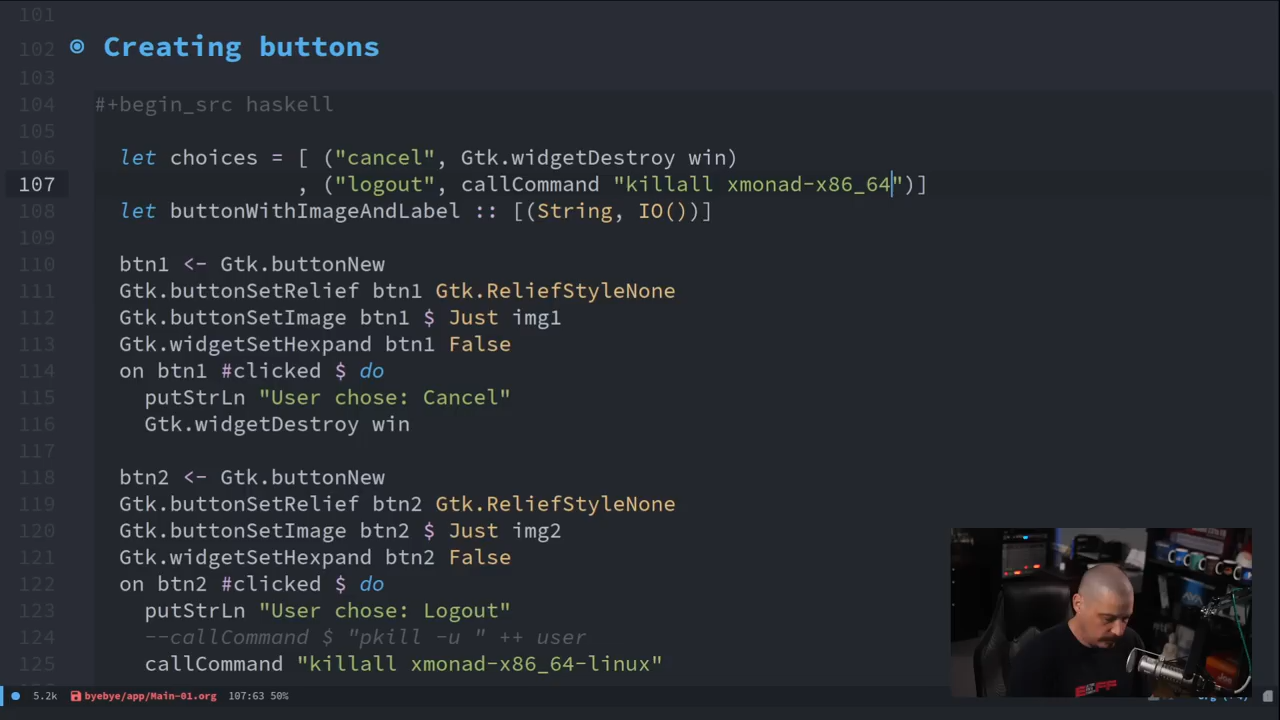 101
102 Creating buttons
103
104 #+begin_src haskell
105
106 let choices = [ ("cancel", Gtk.widgetDestroy win)
107 , ("logout", callCommand "killall xmonad-x86_64")]
108 let buttonWithImageAndLabel :: [(String, IO())]
109
110 btn1 <- Gtk.buttonNew
111 Gtk.buttonSetRelief btn1 Gtk.ReliefStyleNone
112 Gtk.buttonSetImage btn1 $ Just img1
113 Gtk.widgetSetHexpand btn1 False
114 on btn1 #clicked $ do
115 putStrLn "User chose: Cancel"
116 Gtk.widgetDestroy win
117
118 btn2 <- Gtk.buttonNew
119 Gtk.buttonSetRelief btn2 Gtk.ReliefStyleNone
120 Gtk.buttonSetImage btn2 $ Just img2
121 Gtk.widgetSetHexpand btn2 False
122 on btn2 #clicked $ do
123 putStrLn "User chose: Logout"
124 --callCommand $ "pkill -u " ++ user
125 callCommand "killall xmonad-x86_64-linux"
5.2k byebye/app/Main-01.org 107:63 50%